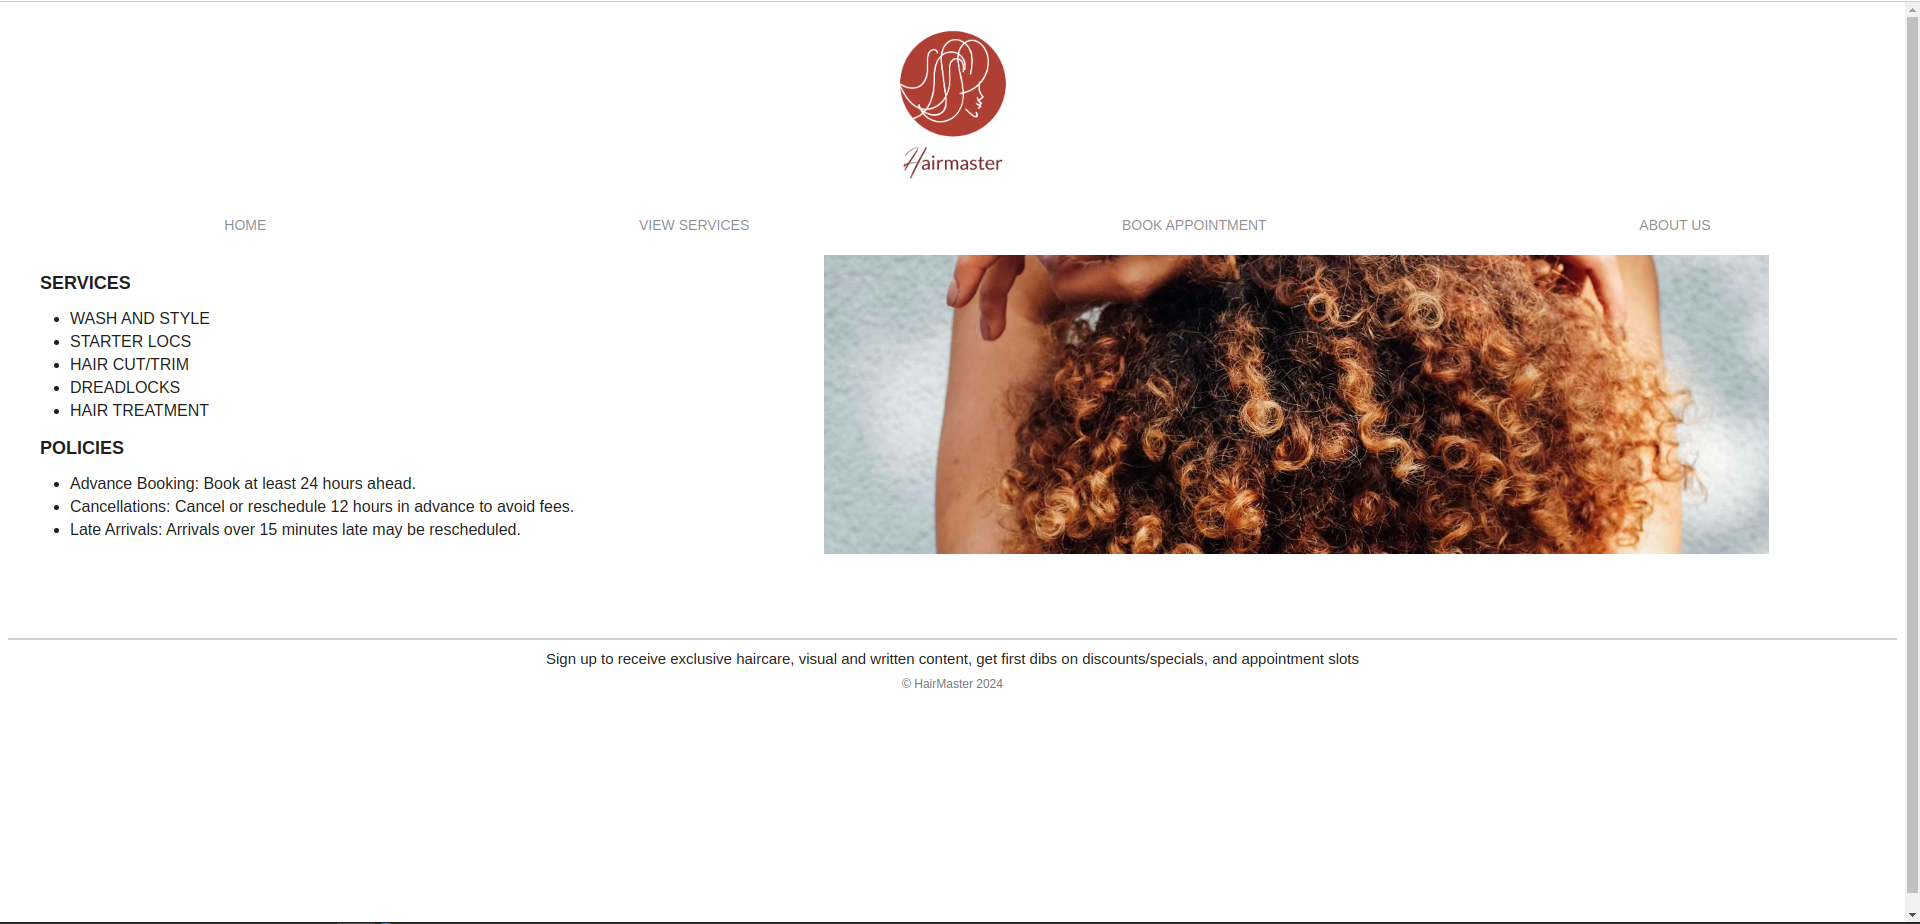 Hairmaster
HOME VIEW SERVICES BOOK APPOINTMENT ABOUT US
SERVICES
WASH AND STYLE
STARTER LOCS
HAIR CUT/TRIM
DREADLOCKS
HAIR TREATMENT
POLICIES
Advance Booking: Book at least 24 hours ahead.
Cancellations: Cancel or reschedule 12 hours in advance to avoid fees.
Late Arrivals: Arrivals over 15 minutes late may be rescheduled.
Sign up to receive exclusive haircare, visual and written content, get first dibs on discounts/specials, and appointment slots
© HairMaster 2024